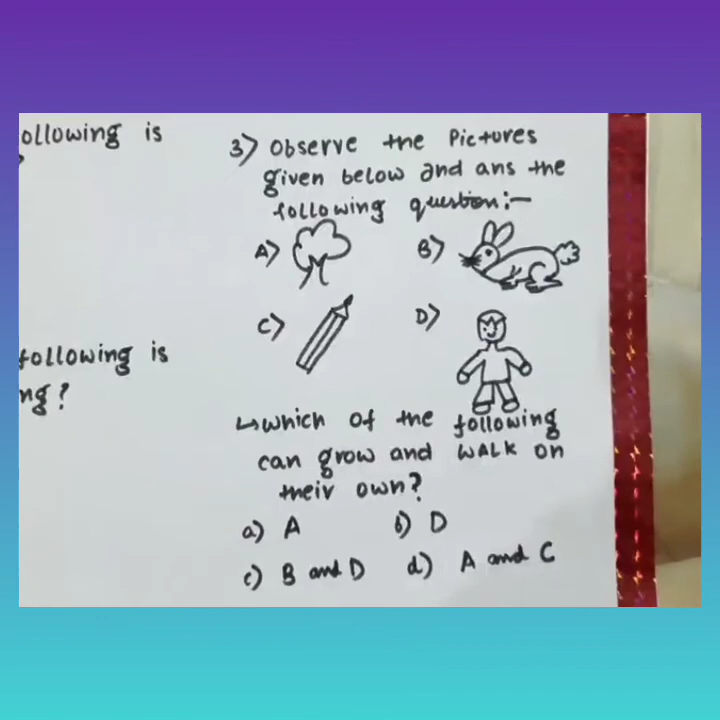 ollowing is
following is
ng?
3) Observe the Pictures
given below and ans the
following question:-
A) B)
C) D)
↳ which of the following
can grow and WALK on
their own?
a) A b) D
c) B and D d) A and C